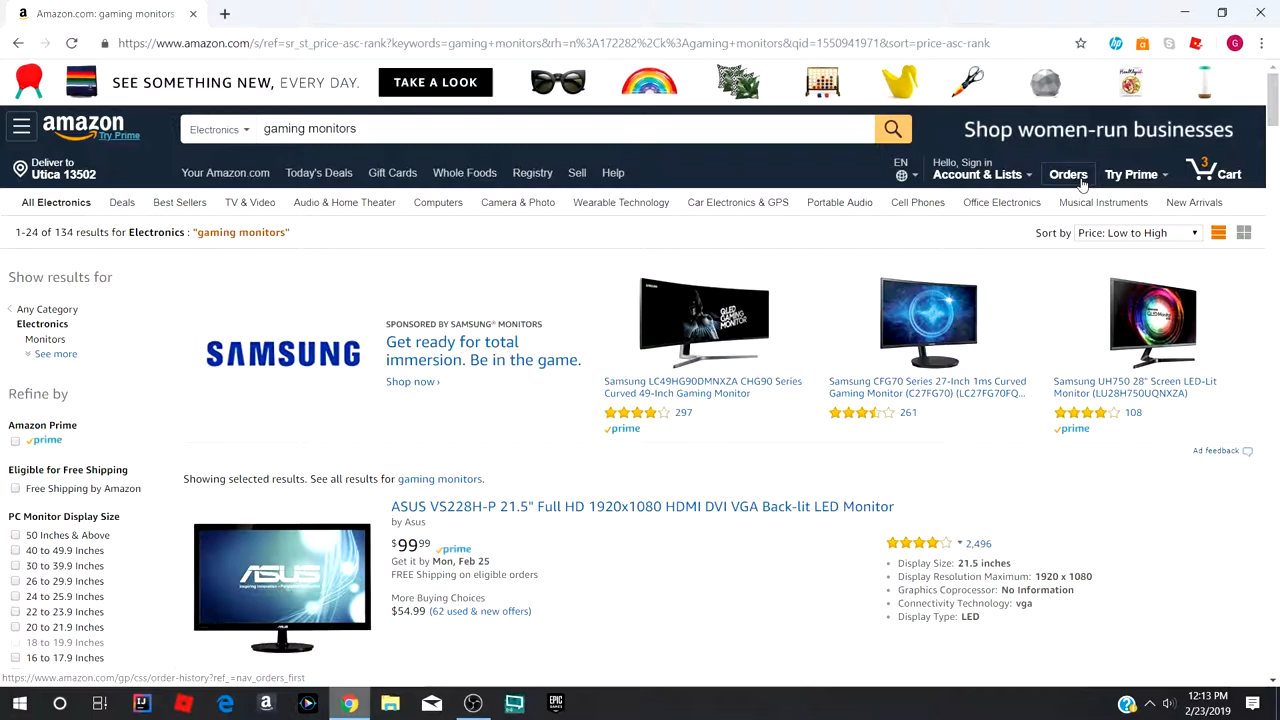 Amazon.com: gaming monitors
https://www.amazon.com/s/ref=sr_st_price-asc-rank?keywords=gaming+monitors&rh=n%3A172282%2Ck%3Agaming+monitors&qid=1550941971&sort=price-asc-rank
G
SEE SOMETHING NEW, EVERY DAY. TAKE A LOOK
amazon
Try Prime
Electronics
gaming monitors
Shop women-run businesses
Deliver to
Utica 13502
Your Amazon.com Today's Deals Gift Cards Whole Foods Registry Sell Help
EN
Hello, Sign in
Account & Lists
Orders
Try Prime
3
Cart
All Electronics Deals Best Sellers TV & Video Audio & Home Theater Computers Camera & Photo Wearable Technology Car Electronics & GPS Portable Audio Cell Phones Office Electronics Musical Instruments New Arrivals
1-24 of 134 results for Electronics : "gaming monitors"
Sort by Price: Low to High
Show results for
Any Category
Electronics
Monitors
See more
Refine by
Amazon Prime
prime
Eligible for Free Shipping
Free Shipping by Amazon
PC Monitor Display Size
50 Inches & Above
40 to 49.9 Inches
30 to 39.9 Inches
26 to 29.9 Inches
24 to 25.9 Inches
22 to 23.9 Inches
20 to 21.9 Inches
18 to 19.9 Inches
16 to 17.9 Inches
SAMSUNG
SPONSORED BY SAMSUNG® MONITORS
Get ready for total
immersion. Be in the game.
Shop now ›
QLED
GAMING
MONITOR
Samsung LC49HG90DMNXZA CHG90 Series
Curved 49-Inch Gaming Monitor
297
prime
Samsung CFG70 Series 27-Inch 1ms Curved
Gaming Monitor (C27FG70) (LC27FG70FQ...
261
Samsung UH750 28" Screen LED-Lit
Monitor (LU28H750UQNXZA)
108
prime
Ad feedback
Showing selected results. See all results for gaming monitors.
ASUS VS228H-P 21.5" Full HD 1920x1080 HDMI DVI VGA Back-lit LED Monitor
by Asus
$99 99 prime
Get it by Mon, Feb 25
FREE Shipping on eligible orders
More Buying Choices
$54.99 (62 used & new offers)
ASUS
2,496
Display Size: 21.5 inches
Display Resolution Maximum: 1920 x 1080
Graphics Coprocessor: No Information
Connectivity Technology: vga
Display Type: LED
https://www.amazon.com/gp/css/order-history?ref_=nav_orders_first
EPIC
GAMES
12:13 PM
2/23/2019